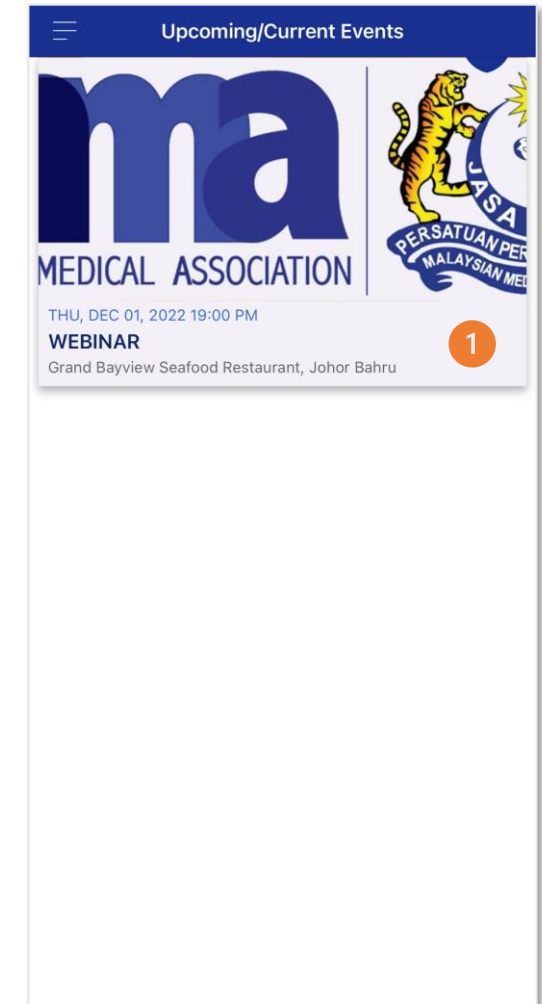 Upcoming/Current Events
ma
MEDICAL ASSOCIATION
JASA
PERSATUAN PER
MALAYSIAN MED
THU, DEC 01, 2022 19:00 PM
WEBINAR
Grand Bayview Seafood Restaurant, Johor Bahru
1